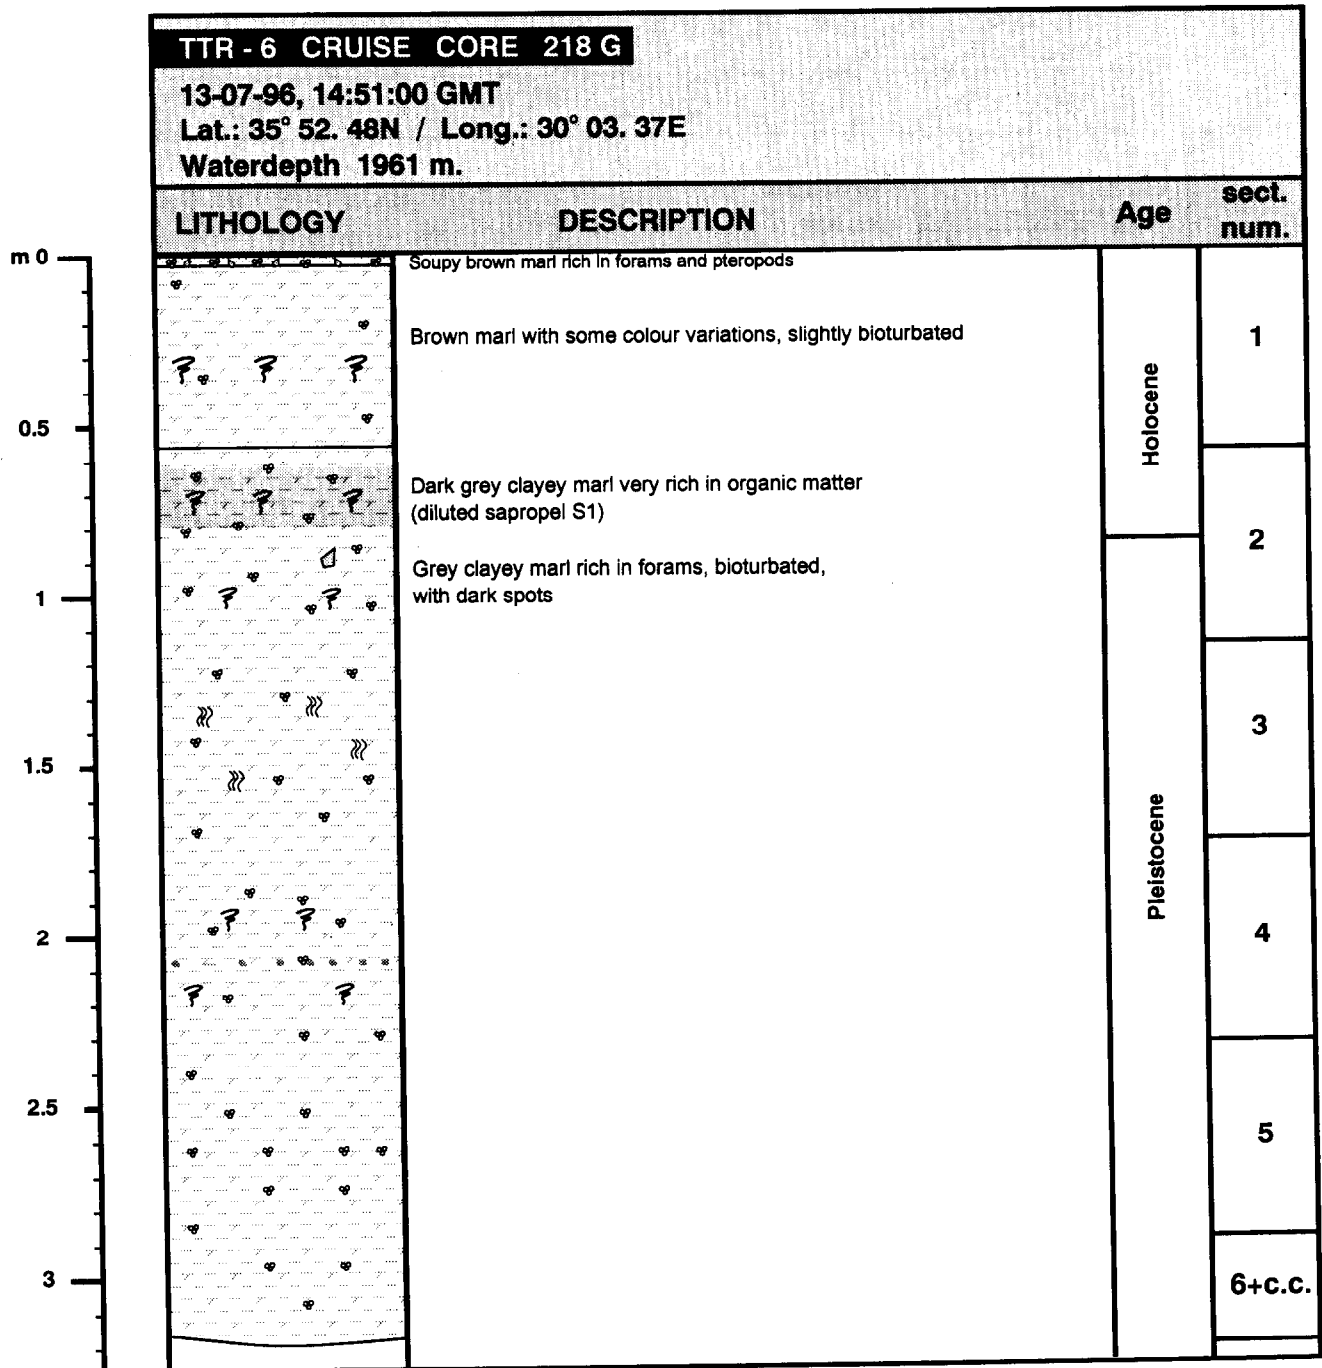 TTR - 6 CRUISE CORE 218 G
13-07-96, 14:51:00 GMT
Lat.: 35° 52. 48N / Long.: 30° 03. 37E
Waterdepth 1961 m.
LITHOLOGY DESCRIPTION Age sect. num.
m 0
Soupy brown marl rich in forams and pteropods
Brown marl with some colour variations, slightly bioturbated
1
Holocene
0.5
Dark grey clayey marl very rich in organic matter
(diluted sapropel S1)
2
Grey clayey marl rich in forams, bioturbated,
with dark spots
1
3
1.5
Pleistocene
2
4
2.5
5
3
6+c.c.